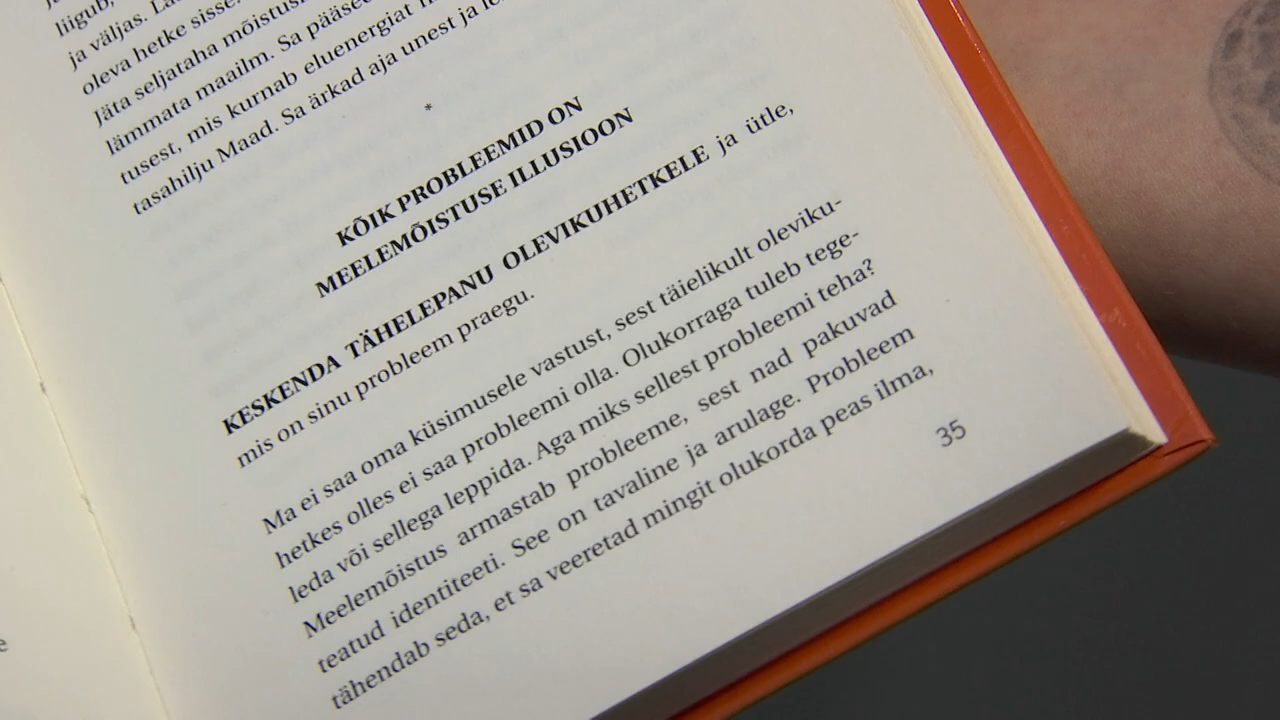 liigub,
ja väljas.
oleva hetke sisse.
Jäta seljataha
lämmata maailm. Sa
tusest, mis kurnab eluenergiat
tasahilju Maad. Sa ärkad aja unest ja
*
KÕIK PROBLEEMID ON
MEELEMÕISTUSE ILLUSIOON
KESKENDA TÄHELEPANU OLEVIKUHETKELE ja ütle,
mis on sinu probleem praegu.
Ma ei saa oma küsimusele vastust, sest täielikult oleviku-
hetkes olles ei saa probleemi olla. Olukorraga tuleb tege-
leda või sellega leppida. Aga miks sellest probleemi teha?
Meelemõistus armastab probleeme, sest nad pakuvad
teatud identiteeti. See on tavaline ja arulage. Probleem
tähendab seda, et sa veeretad mingit olukorda peas ilma,
35